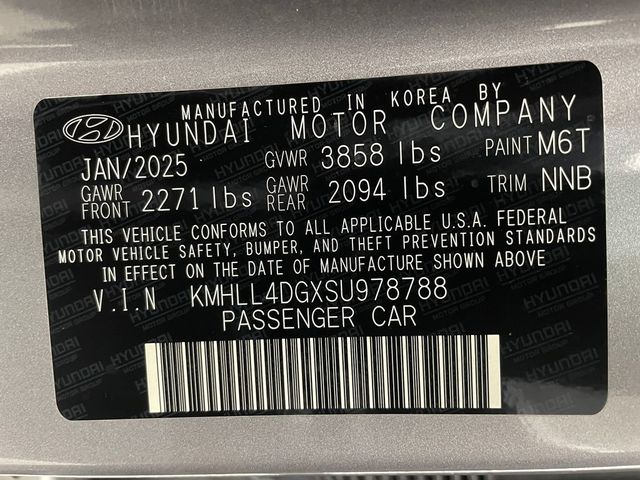 MANUFACTURED IN KOREA BY
HYUNDAI MOTOR COMPANY
JAN/2025 GVWR 3858 lbs PAINT M6T
GAWR FRONT 2271 lbs GAWR REAR 2094 lbs TRIM NNB
THIS VEHICLE CONFORMS TO ALL APPLICABLE U.S.A. FEDERAL
MOTOR VEHICLE SAFETY, BUMPER, AND THEFT PREVENTION STANDARDS
IN EFFECT ON THE DATE OF MANUFACTURE SHOWN ABOVE
V.I.N KMHLL4DGXSU978788
PASSENGER CAR